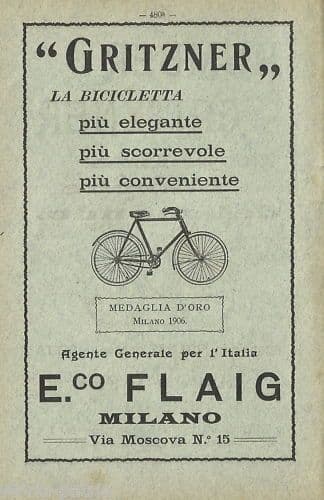 — 4808 —
“GRITZNER„
LA BICICLETTA
più elegante
più scorrevole
più conveniente
MEDAGLIA D'ORO
MILANO 1906.
Agente Generale per l'Italia
E.CO FLAIG
MILANO
Via Moscova N.º 15